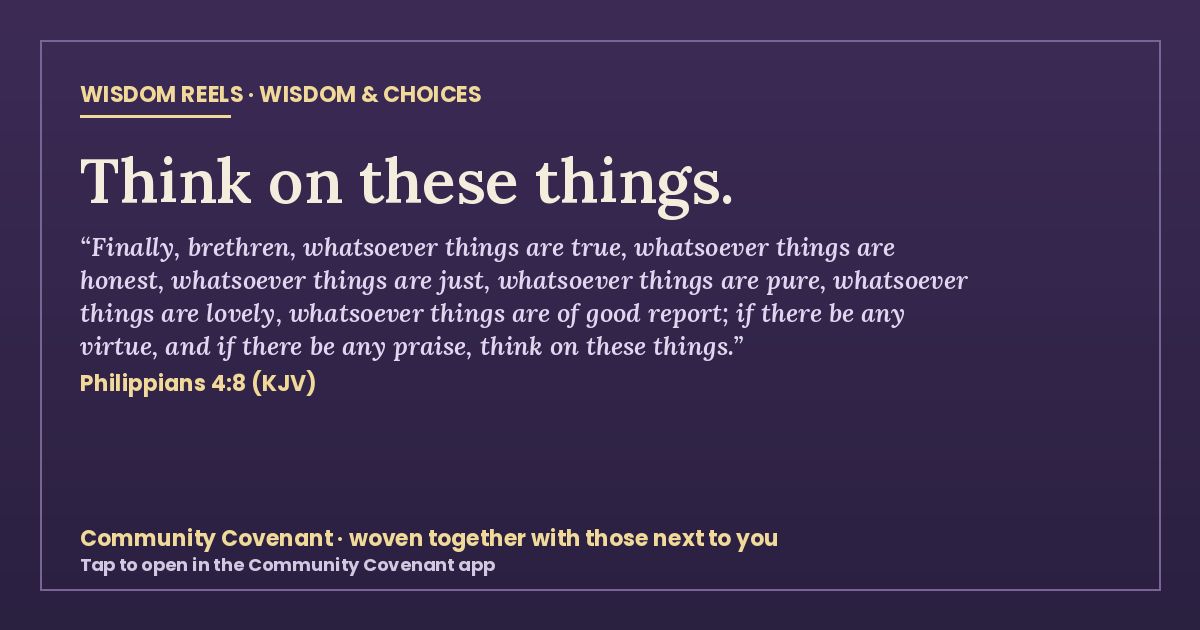 WISDOM REELS · WISDOM & CHOICES
Think on these things.
“Finally, brethren, whatsoever things are true, whatsoever things are
honest, whatsoever things are just, whatsoever things are pure, whatsoever
things are lovely, whatsoever things are of good report; if there be any
virtue, and if there be any praise, think on these things.”
Philippians 4:8 (KJV)
Community Covenant · woven together with those next to you
Tap to open in the Community Covenant app